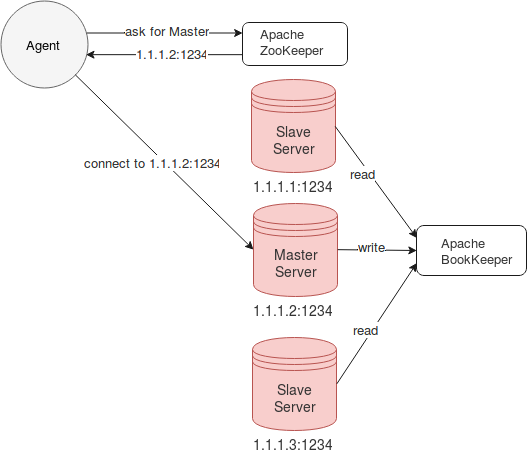 ask for Master
Agent
1.1.1.2:1234
Apache
ZooKeeper
Slave
Server
connect to 1.1.1.2:1234
read
1.1.1.1:1234
Master
Server
write
Apache
BookKeeper
1.1.1.2:1234
read
Slave
Server
1.1.1.3:1234